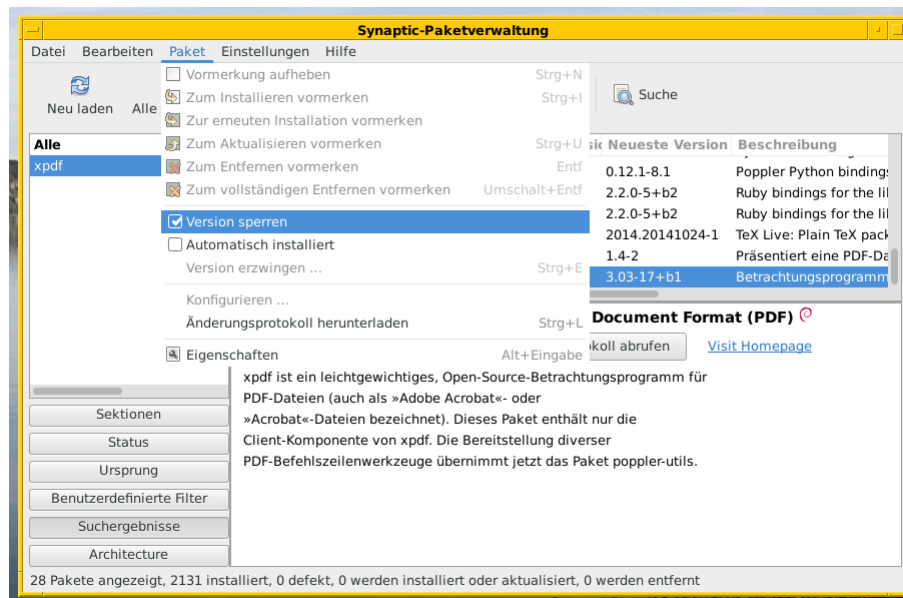 Synaptic-Paketverwaltung
Datei Bearbeiten Paket Einstellungen Hilfe
Neu laden Alle
Suche
Vormerkung aufheben Strg+N
Zum Installieren vormerken Strg+I
Zur erneuten Installation vormerken
Zum Aktualisieren vormerken Strg+U
Zum Entfernen vormerken Entf
Zum vollständigen Entfernen vormerken Umschalt+Entf
Version sperren
Automatisch installiert
Version erzwingen ... Strg+E
Konfigurieren ...
Änderungsprotokoll herunterladen Strg+L
Eigenschaften Alt+Eingabe
Alle
xpdf
Neueste Version Beschreibung
0.12.1-8.1 Poppler Python bindings
2.2.0-5+b2 Ruby bindings for the li
2.2.0-5+b2 Ruby bindings for the li
2014.20141024-1 TeX Live: Plain TeX pack
1.4-2 Präsentiert eine PDF-Da
3.03-17+b1 Betrachtungsprogramm
Document Format (PDF)
koll abrufen Visit Homepage
xpdf ist ein leichtgewichtiges, Open-Source-Betrachtungsprogramm für
PDF-Dateien (auch als »Adobe Acrobat«- oder
»Acrobat«-Dateien bezeichnet). Dieses Paket enthält nur die
Client-Komponente von xpdf. Die Bereitstellung diverser
PDF-Befehlszeilenwerkzeuge übernimmt jetzt das Paket poppler-utils.
Sektionen
Status
Ursprung
Benutzerdefinierte Filter
Suchergebnisse
Architecture
28 Pakete angezeigt, 2131 installiert, 0 defekt, 0 werden installiert oder aktualisiert, 0 werden entfernt